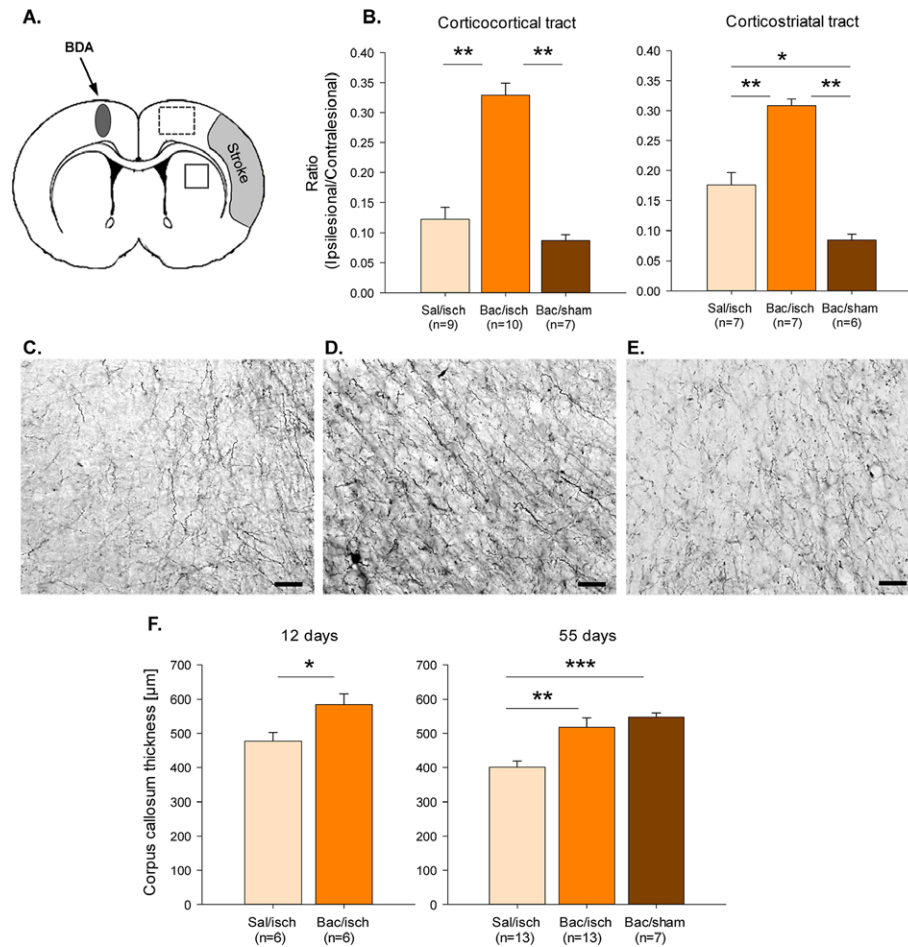 A.
BDA
Stroke
B.
Corticocortical tract
Corticostriatal tract
Ratio
(Ipsilesional/Contralesional)
0.40
0.35
0.30
0.25
0.20
0.15
0.10
0.05
0.00
** **
Sal/isch Bac/isch Bac/sham
(n=9) (n=10) (n=7)
0.40
0.35
0.30
0.25
0.20
0.15
0.10
0.05
0.00
*
** **
Sal/isch Bac/isch Bac/sham
(n=7) (n=7) (n=6)
C.
D.
E.
F.
12 days
55 days
Corpus callosum thickness [µm]
700
600
500
400
300
200
100
0
*
Sal/isch Bac/isch
(n=6) (n=6)
700
600
500
400
300
200
100
0
***
**
Sal/isch Bac/isch Bac/sham
(n=13) (n=13) (n=7)